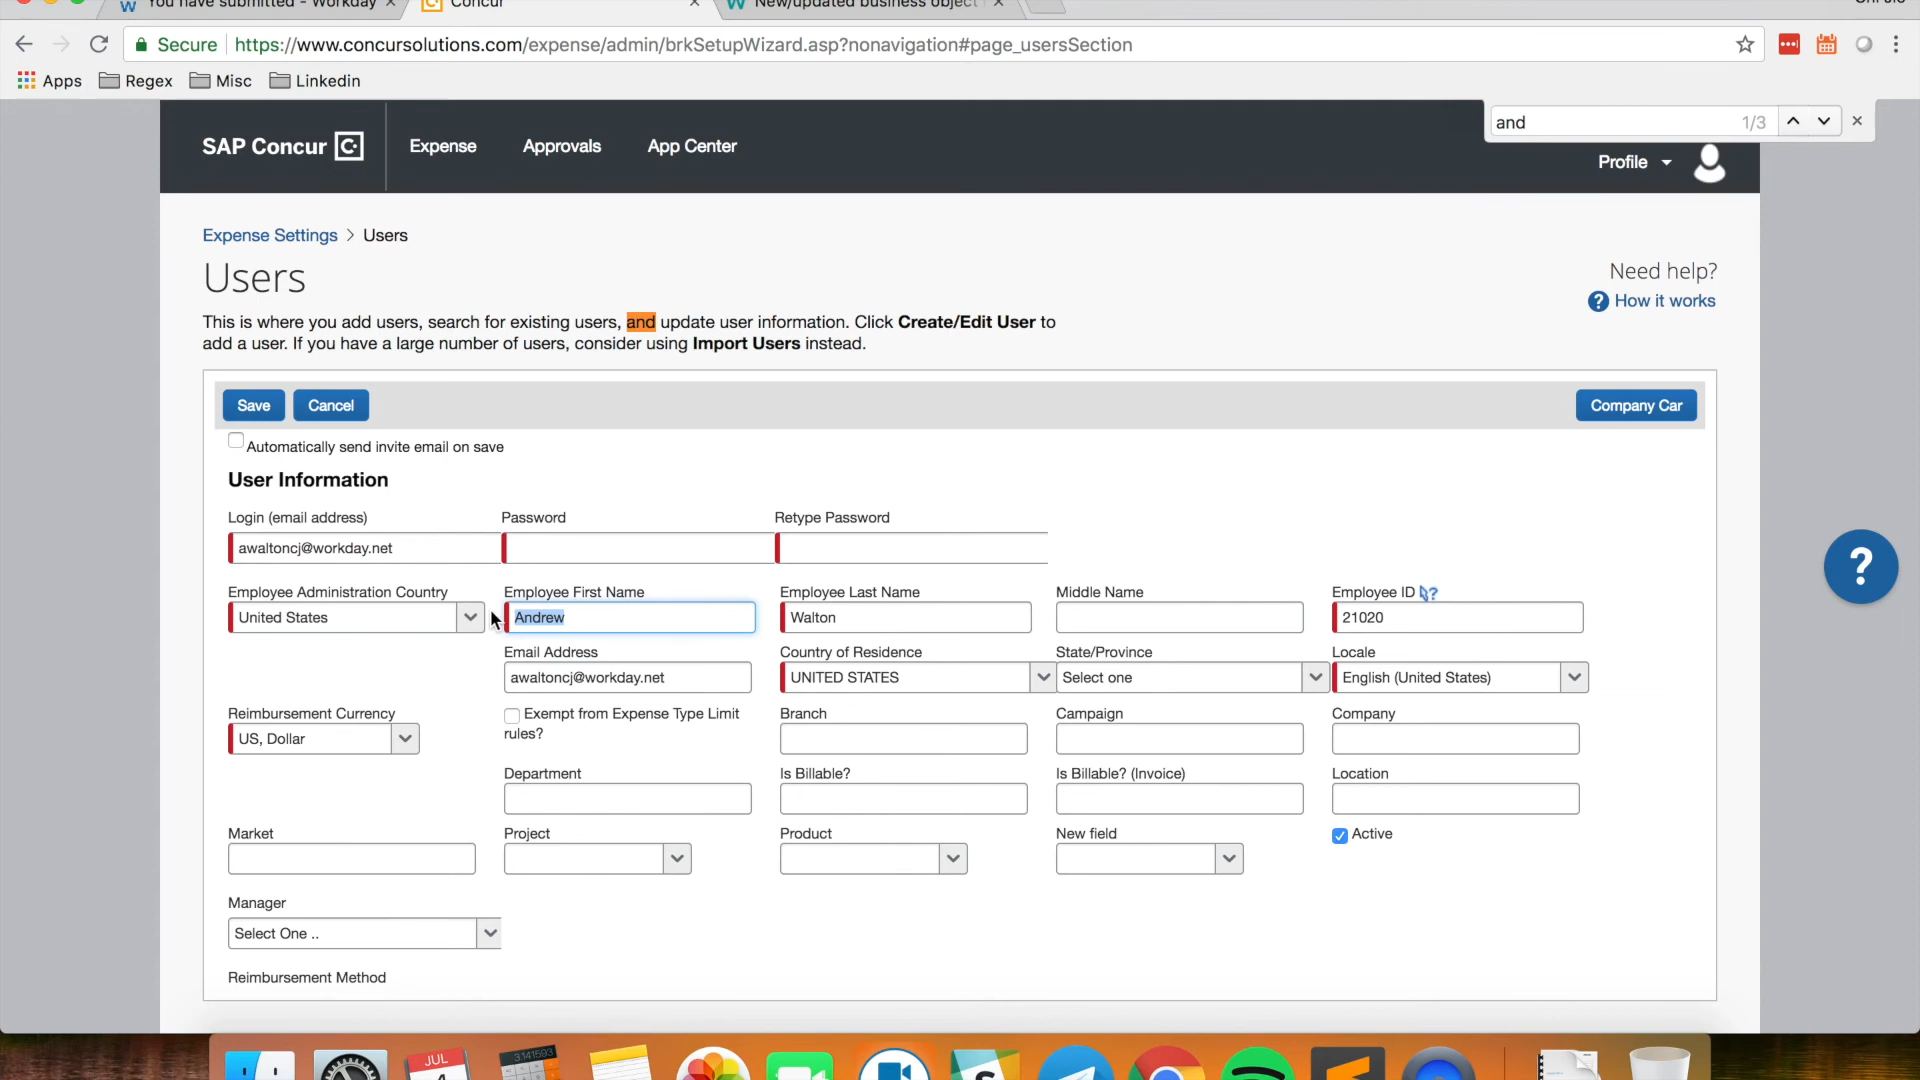 You have submitted - Workday
Concur
New/updated business object
Secure
https://www.concursolutions.com/expense/admin/brkSetupWizard.asp?nonavigation#page_usersSection
Apps
Regex
Misc
Linkedin
and
1/3
SAP Concur
Expense
Approvals
App Center
Profile
Expense Settings > Users
Users
Need help?
? How it works
This is where you add users, search for existing users, and update user information. Click Create/Edit User to
add a user. If you have a large number of users, consider using Import Users instead.
Save
Cancel
Company Car
Automatically send invite email on save
User Information
Login (email address)
Password
Retype Password
awaltoncj@workday.net
Employee Administration Country
Employee First Name
Employee Last Name
Middle Name
Employee ID
United States
Andrew
Walton
21020
Email Address
Country of Residence
State/Province
Locale
awaltoncj@workday.net
UNITED STATES
Select one
English (United States)
Reimbursement Currency
Exempt from Expense Type Limit
rules?
Branch
Campaign
Company
US, Dollar
Department
Is Billable?
Is Billable? (Invoice)
Location
Market
Project
Product
New field
Active
Manager
Select One ..
Reimbursement Method
?
JUL
3141593